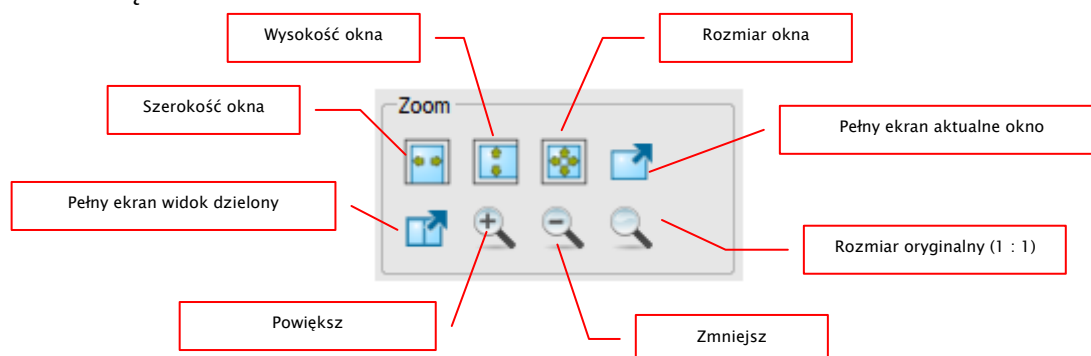 Wysokość okna
Rozmiar okna
Szerokość okna
Zoom
Pełny ekran aktualne okno
Pełny ekran widok dzielony
Rozmiar oryginalny (1 : 1)
Powiększ
Zmniejsz